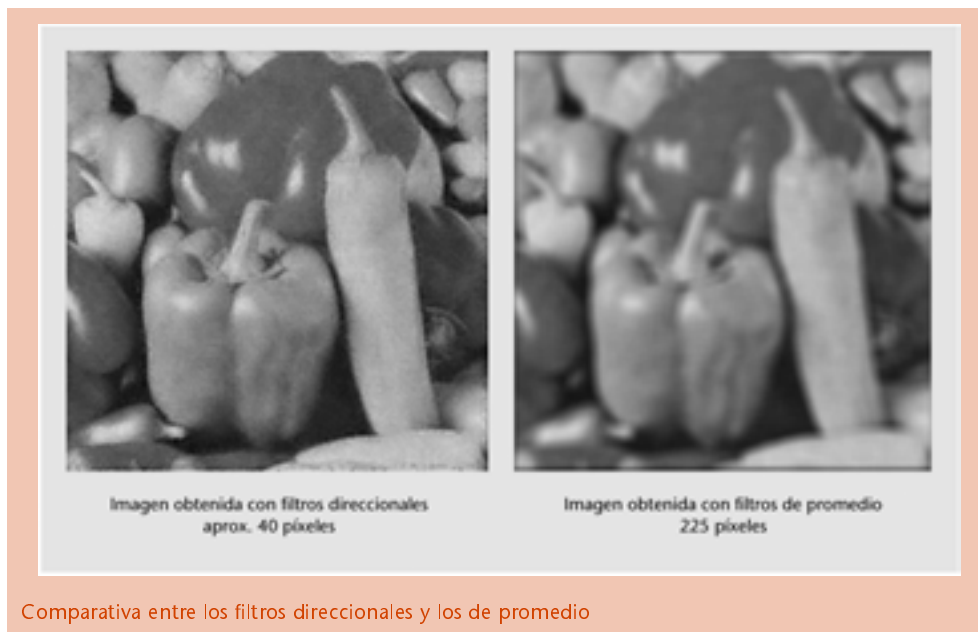 Imagen obtenida con filtros direccionales
aprox. 40 píxeles
Imagen obtenida con filtros de promedio
225 píxeles
Comparativa entre los filtros direccionales y los de promedio